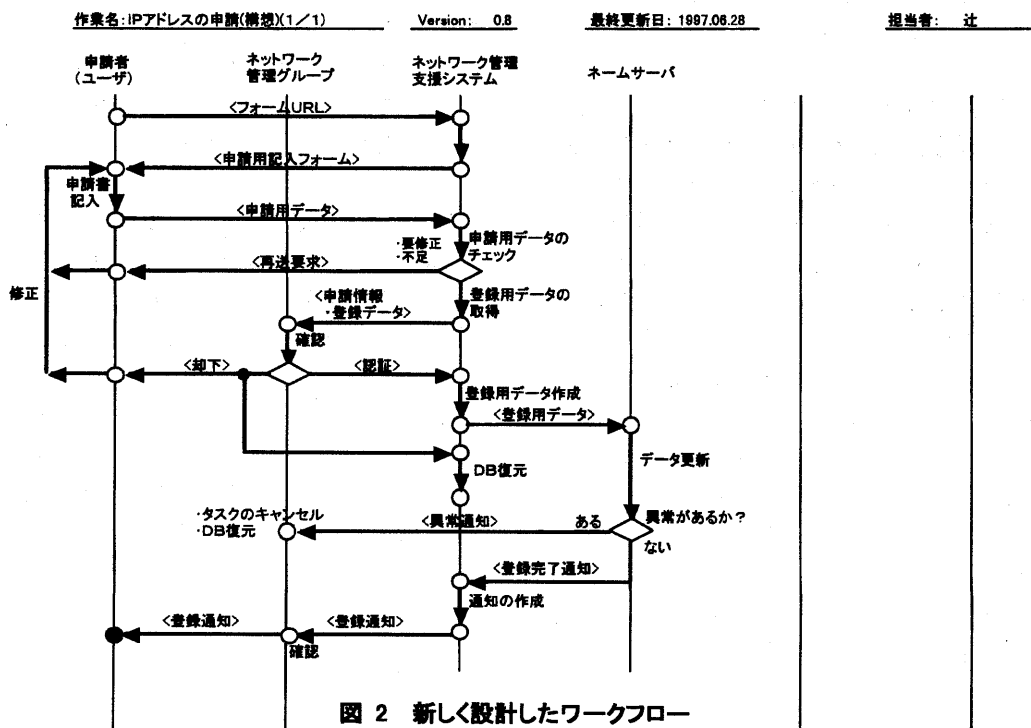 作業名:IPアドレスの申請(構想)(1/1)
Version: 0.8
最終更新日: 1997.06.28
担当者: 辻
申請者
(ユーザ)
ネットワーク
管理グループ
ネットワーク管理
支援システム
ネームサーバ
<フォームURL>
<申請用記入フォーム>
申請書
記入
<申請用データ>
申請用データの
チェック
・要修正
・不足
<再送要求>
修正
登録用データの
取得
<申請情報
・登録データ>
確認
<却下>
<認証>
登録用データ作成
<登録用データ>
データ更新
DB復元
・タスクのキャンセル
・DB復元
<異常通知>
ある
異常があるか?
ない
<登録完了通知>
通知の作成
<登録通知>
<登録通知>
確認
図 2 新しく設計したワークフロー